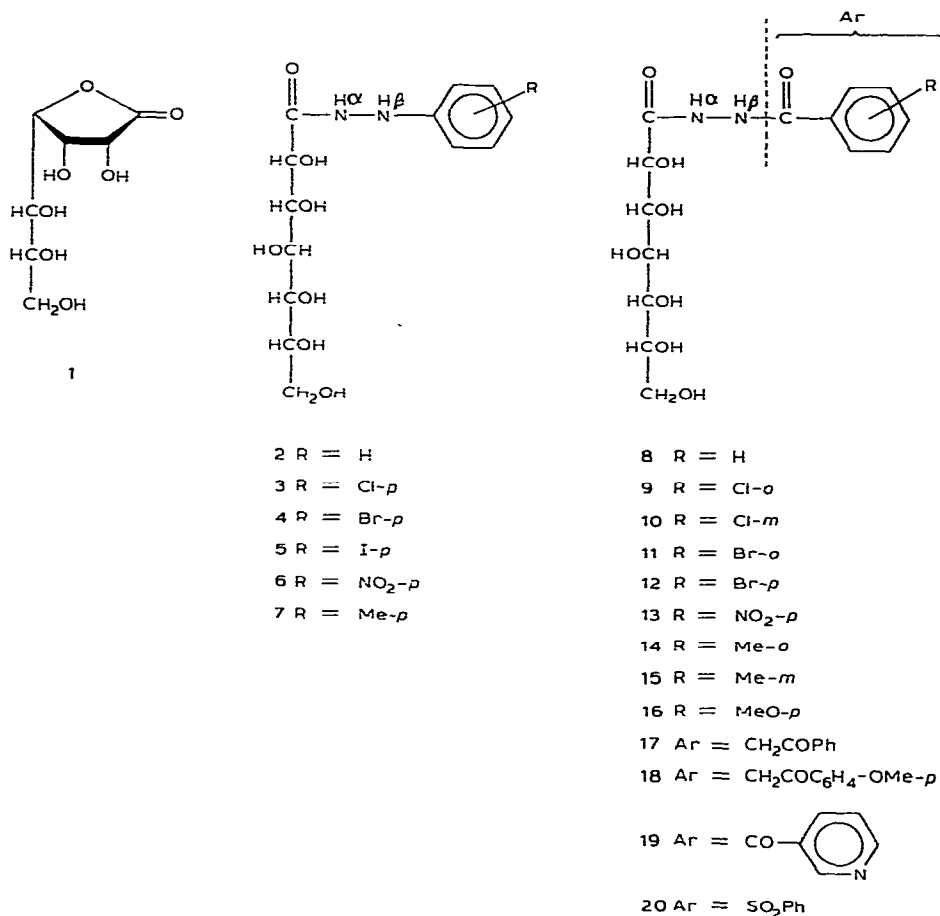 O
O
HO
OH
HCOH
HCOH
CH₂OH
1
O
Hα Hβ
C — N — N
R
HCOH
HCOH
HOCH
HCOH
HCOH
CH₂OH
2 R = H
3 R = Cl-p
4 R = Br-p
5 R = I-p
6 R = NO₂-p
7 R = Me-p
Ar
O
Hα Hβ
O
C — N — N — C
R
HCOH
HCOH
HOCH
HCOH
HCOH
CH₂OH
8 R = H
9 R = Cl-o
10 R = Cl-m
11 R = Br-o
12 R = Br-p
13 R = NO₂-p
14 R = Me-o
15 R = Me-m
16 R = MeO-p
17 Ar = CH₂COPh
18 Ar = CH₂COC₆H₄-OMe-p
19 Ar = CO
N
20 Ar = SO₂Ph